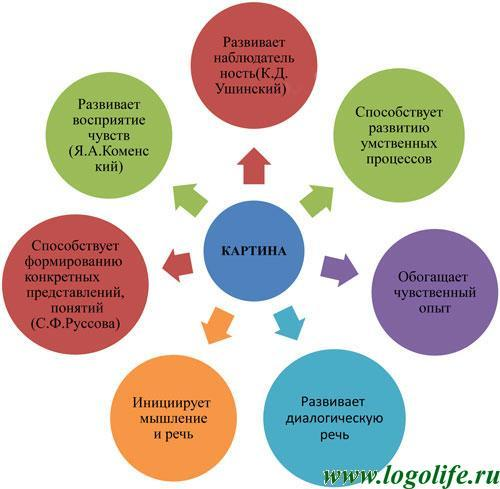 Развивает
наблюдатель
ность(К.Д.
Ушинский)
Способствует
развитию
умственных
процессов
Обогащает
чувственный
опыт
Развивает
диалогическую
речь
Инициирует
мышление
и речь
Способствует
формированию
конкретных
представлений,
понятий
(С.Ф.Руссова)
Развивает
восприятие
чувств
(Я.А.Коменс
кий)
КАРТИНА
www.logolife.ru